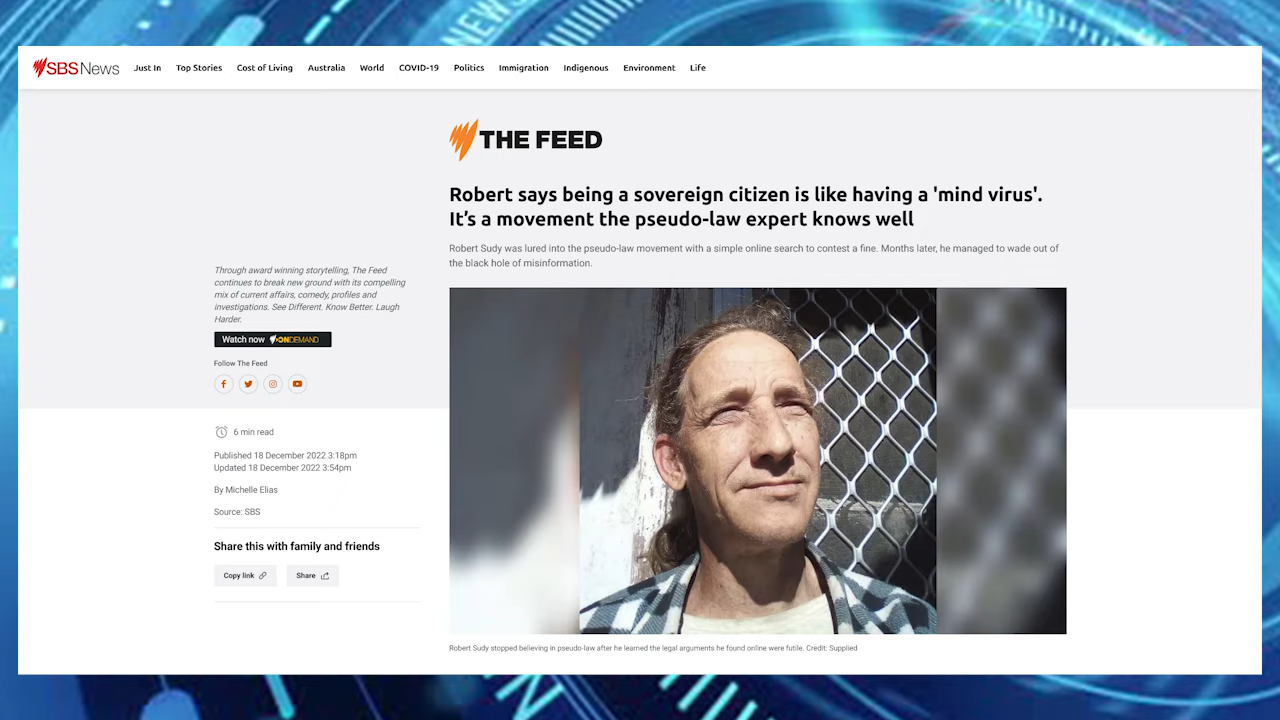 SBS News
Just In Top Stories Cost of Living Australia World COVID-19 Politics Immigration Indigenous Environment Life
THE FEED
Robert says being a sovereign citizen is like having a 'mind virus'.
It’s a movement the pseudo-law expert knows well
Robert Sudy was lured into the pseudo-law movement with a simple online search to contest a fine. Months later, he managed to wade out of
the black hole of misinformation.
Through award winning storytelling, The Feed
continues to break new ground with its compelling
mix of current affairs, comedy, profiles and
investigations. See Different. Know Better. Laugh
Harder.
Watch now ONDEMAND
Follow The Feed
6 min read
Published 18 December 2022 3:18pm
Updated 18 December 2022 3:54pm
By Michelle Elias
Source: SBS
Share this with family and friends
Copy link Share
Robert Sudy stopped believing in pseudo-law after he learned the legal arguments he found online were futile. Credit: Supplied